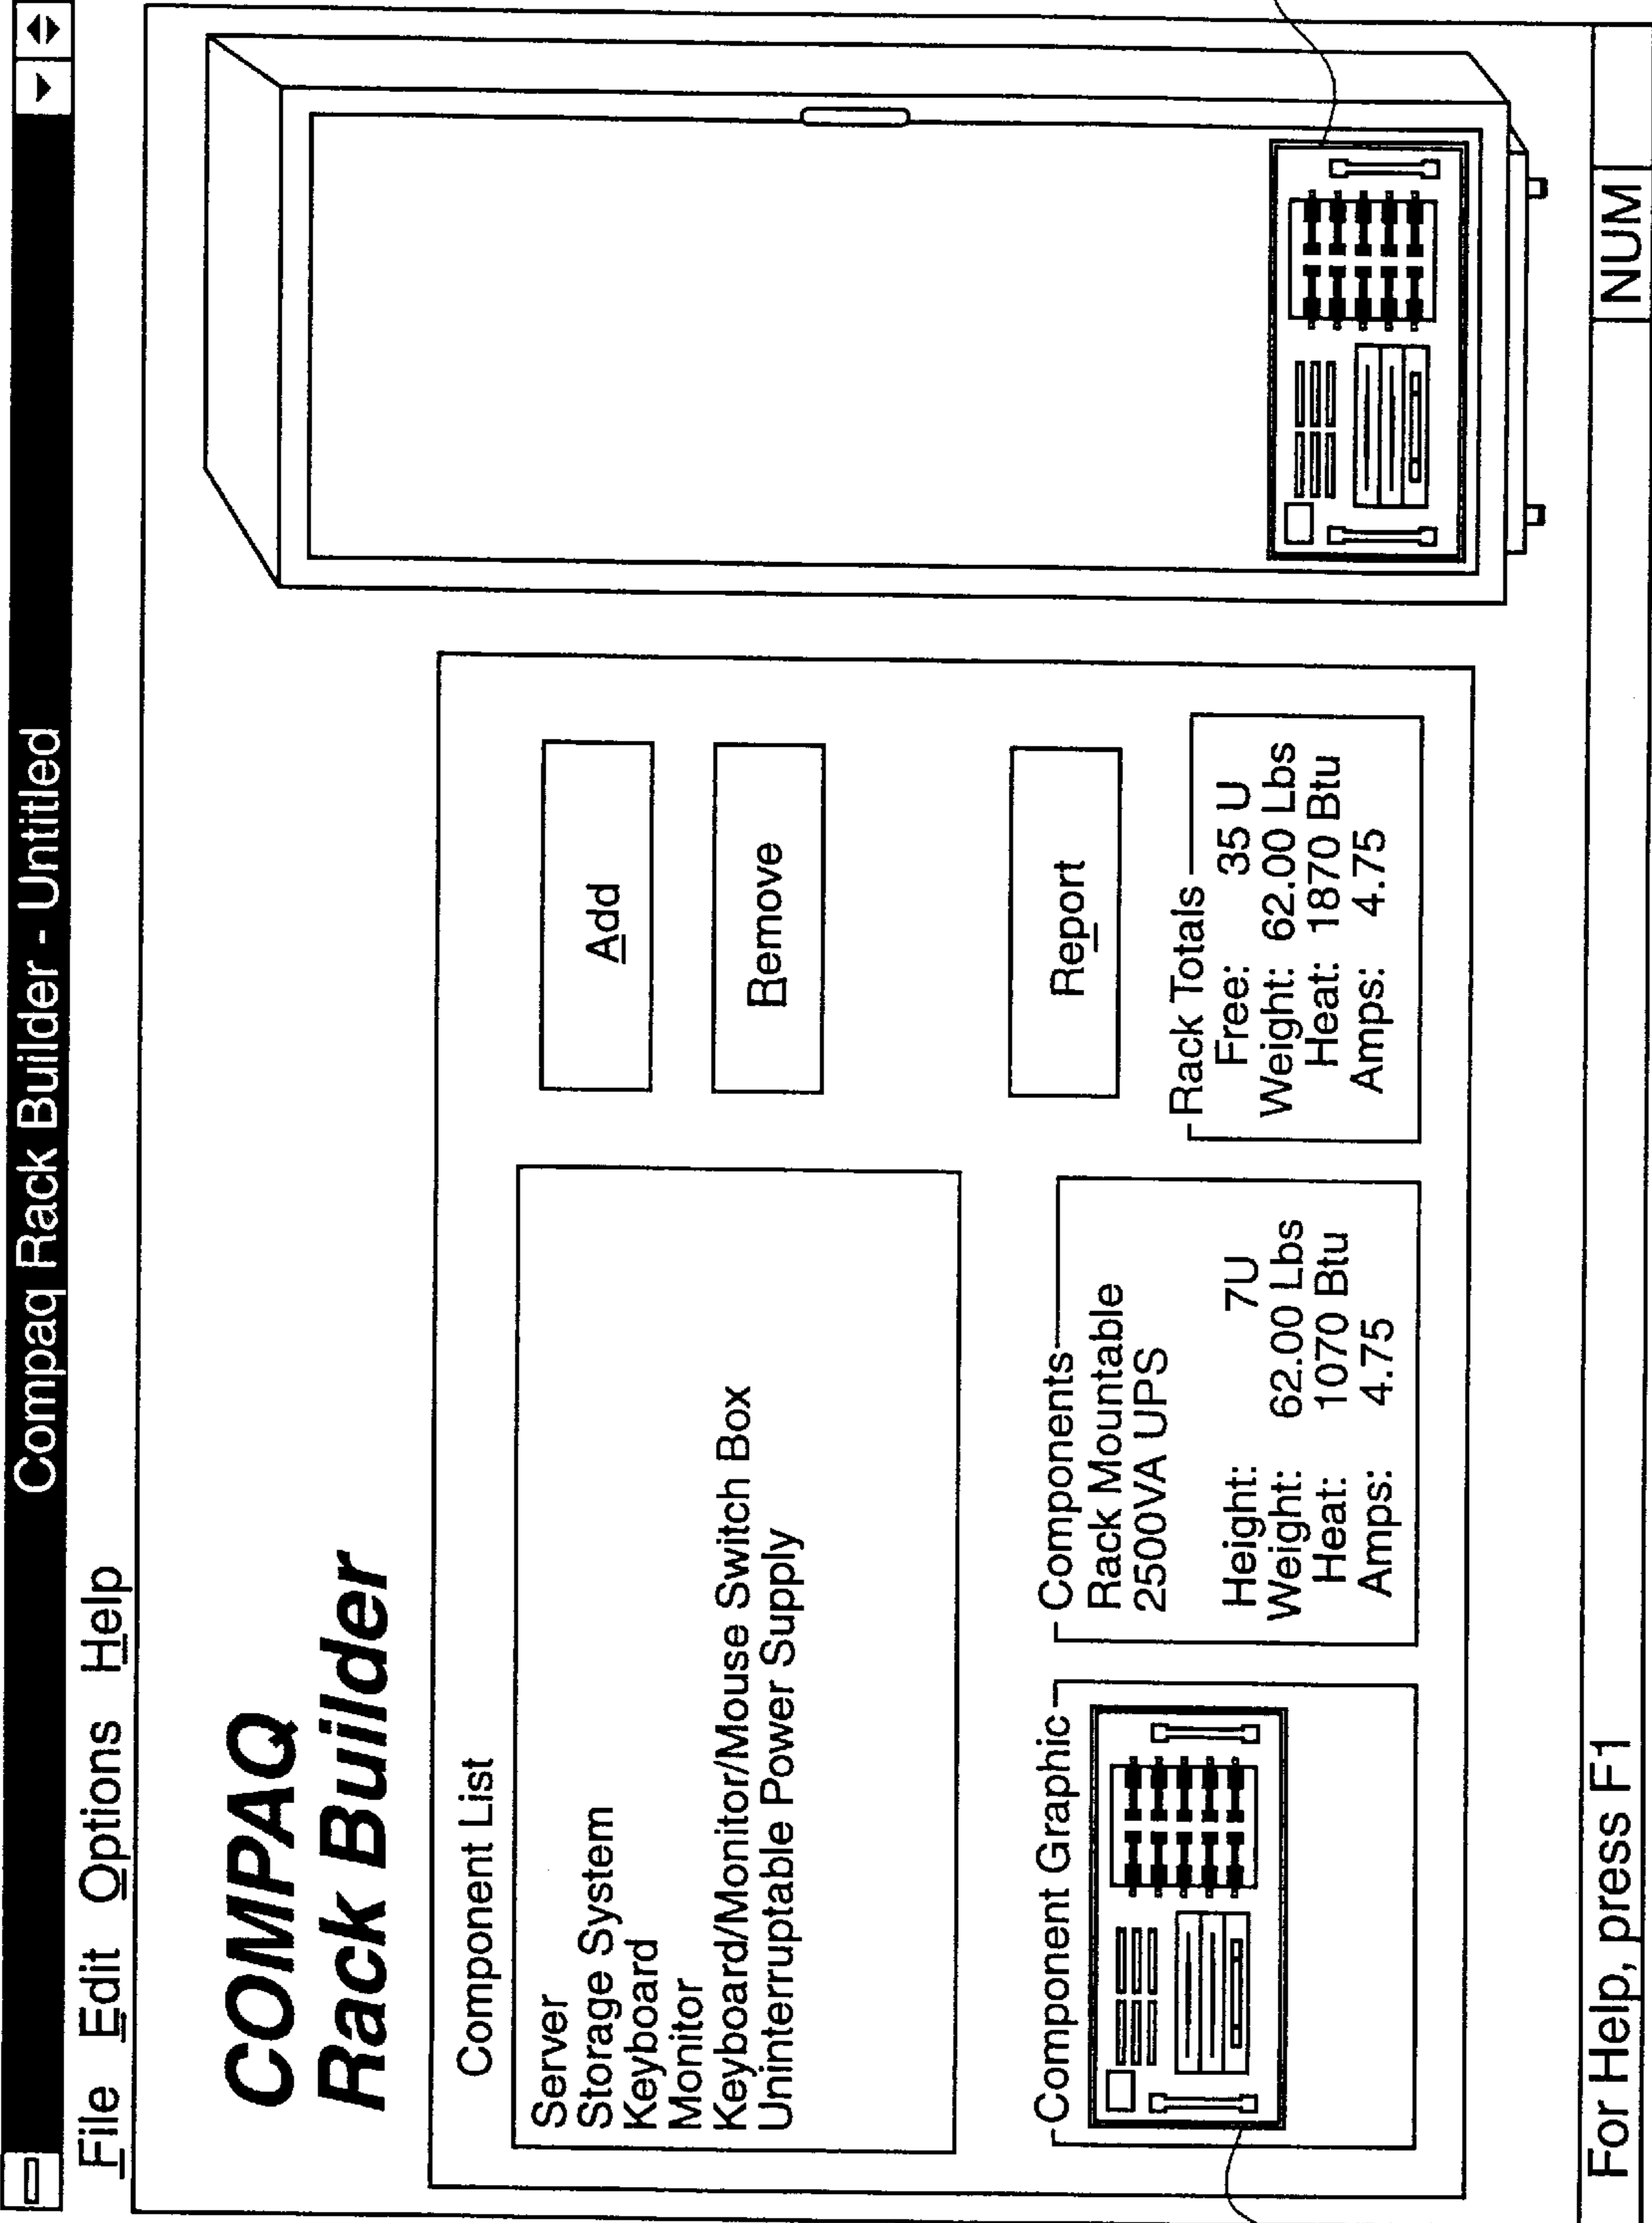 Compaq Rack Builder - Untitled
File Edit Options Help
COMPAQ
Rack Builder
Component List
Server
Storage System
Keyboard
Monitor
Keyboard/Monitor/Mouse Switch Box
Uninterruptable Power Supply
Add
Remove
Report
Component Graphic
Components
Rack Mountable
2500VA UPS
Height: 7U
Weight: 62.00 Lbs
Heat: 1070 Btu
Amps: 4.75
Rack Totals
Free: 35 U
Weight: 62.00 Lbs
Heat: 1870 Btu
Amps: 4.75
For Help, press F1
NUM